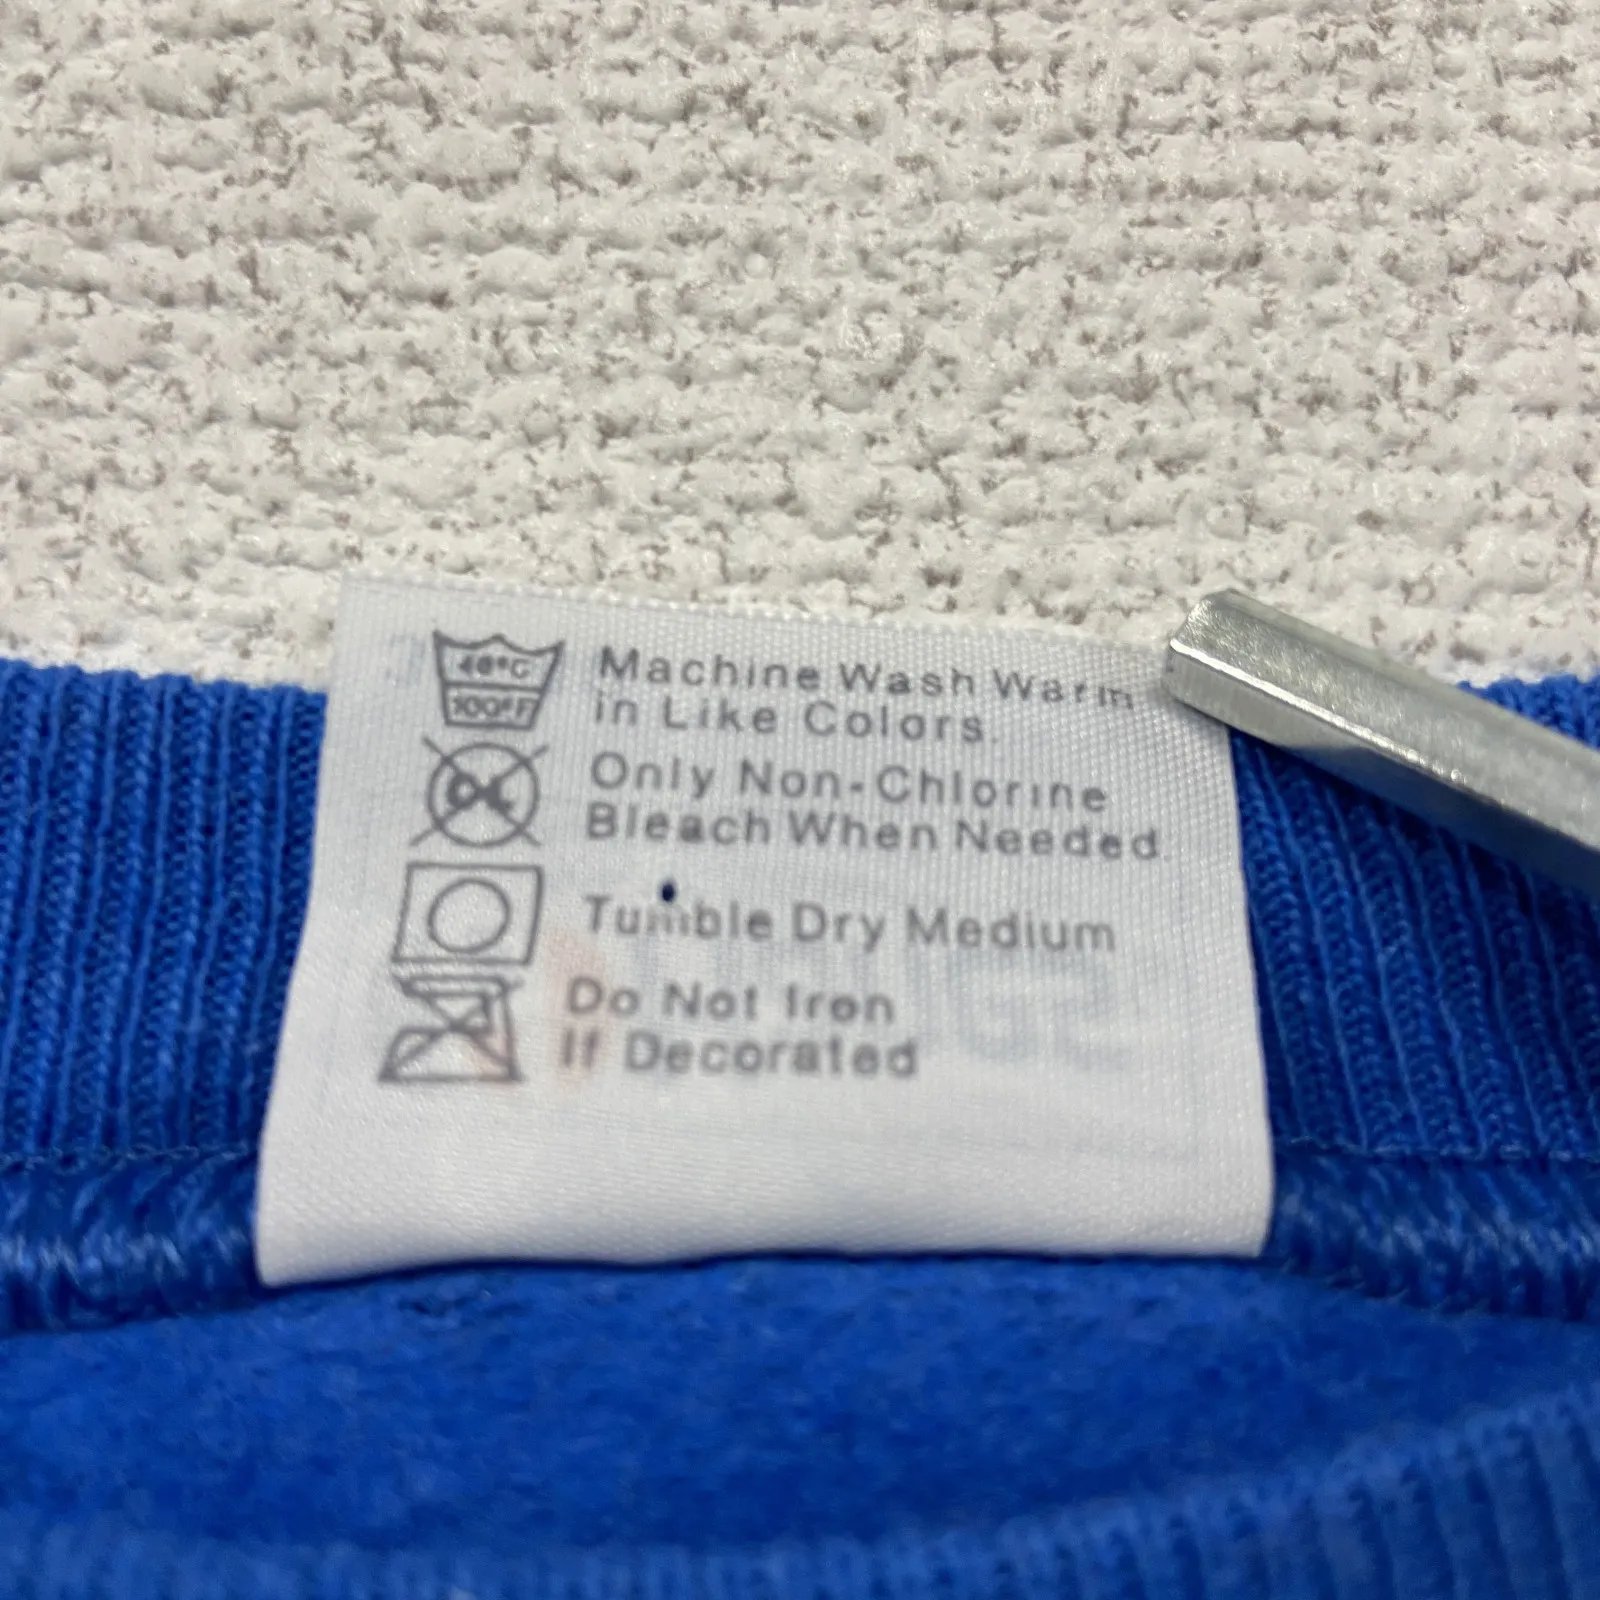 40°C
100°F
Machine Wash Warm
in Like Colors.
Only Non-Chlorine
Bleach When Needed.
Tumble Dry Medium
Do Not Iron
If Decorated